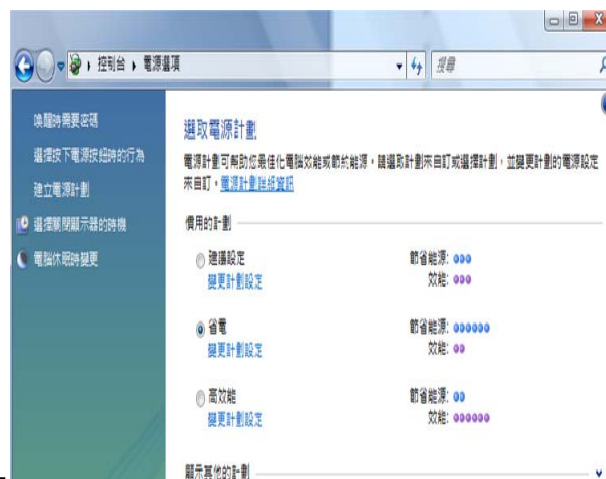 控制台 ▸ 電源選項
搜尋
喚醒時需要密碼
選擇按下電源按鈕時的行為
建立電源計劃
選擇關閉顯示器的時機
電腦休眠時變更
選取電源計劃
電源計劃可幫助您最佳化電腦效能或節約能源。請選取計劃來自訂或選擇計劃，並變更計劃的電源設定
來自訂。電源計劃詳細資訊
慣用的計劃
建議設定 節省能源:
變更計劃設定 效能:
省電 節省能源:
變更計劃設定 效能:
高效能 節省能源:
變更計劃設定 效能:
顯示其他的計劃